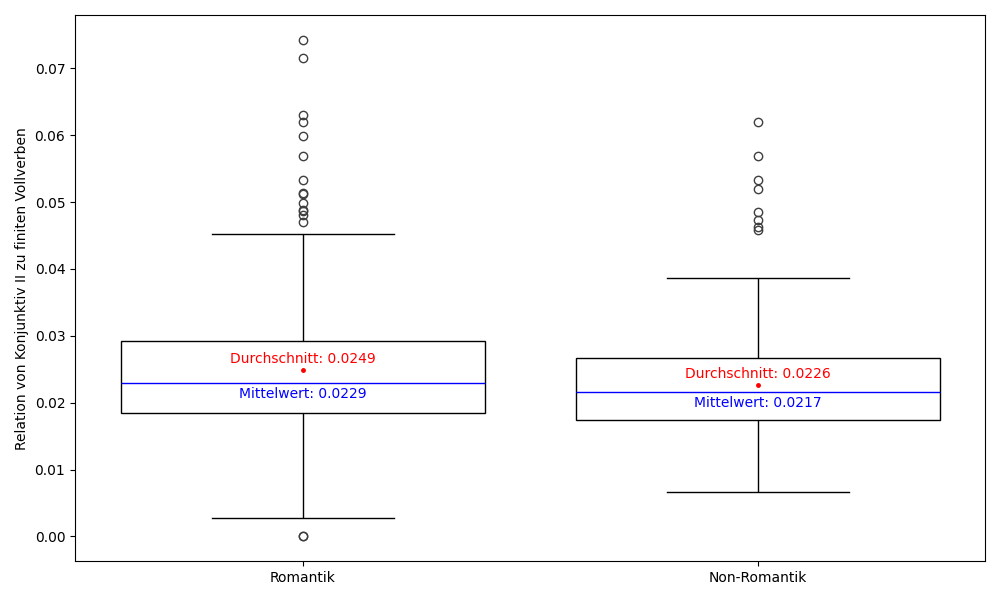 Relation von Konjunktiv II zu finiten Vollverben
0.07
0.06
0.05
0.04
0.03
0.02
0.01
0.00
Durchschnitt: 0.0249
Mittelwert: 0.0229
Durchschnitt: 0.0226
Mittelwert: 0.0217
Romantik
Non-Romantik